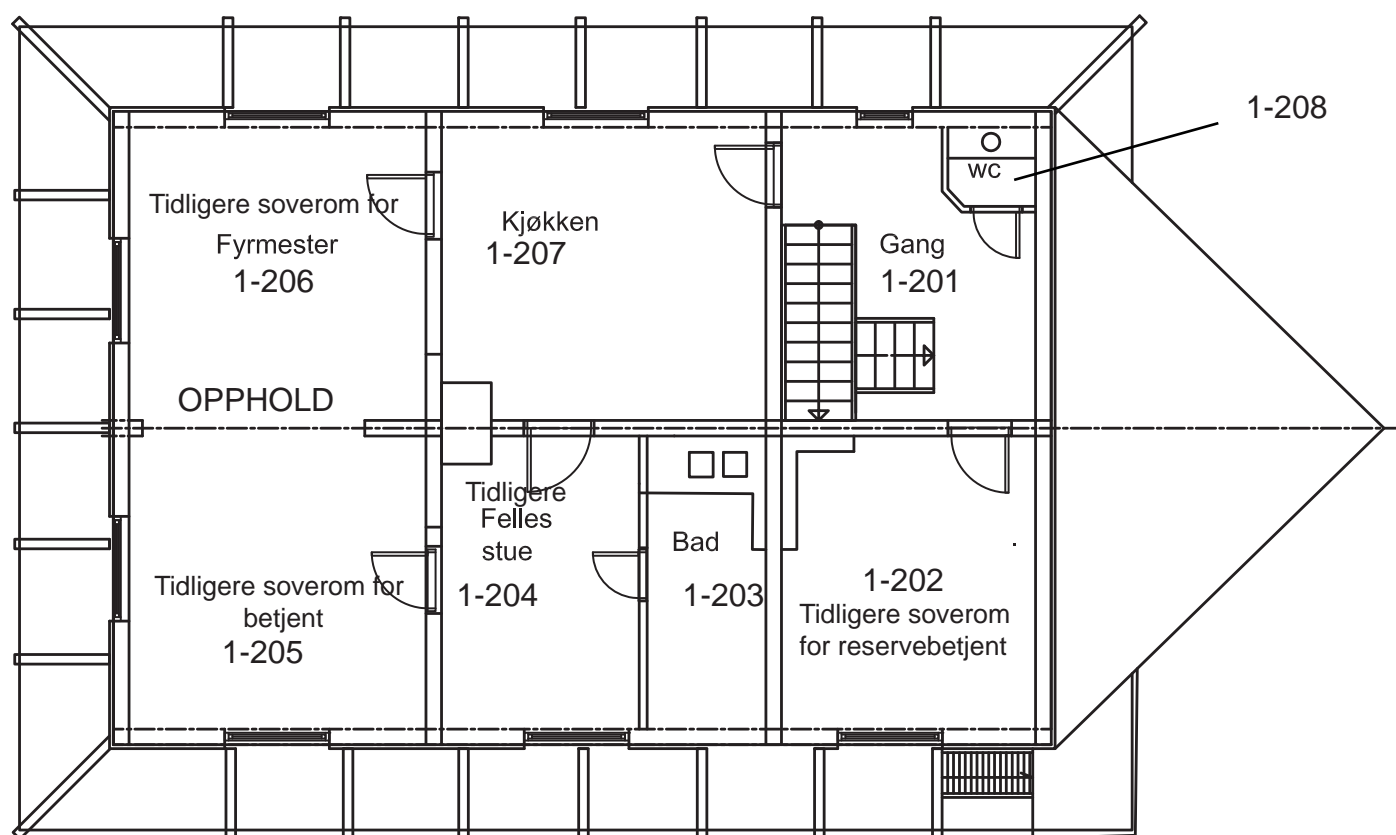 1-208
wc
Tidligere soverom for
Fyrmester
1-206
Kjøkken
1-207
Gang
1-201
OPPHOLD
Tidligere
Felles
stue
1-204
Bad
1-203
1-202
Tidligere soverom
for reservebetjent
Tidligere soverom for
betjent
1-205